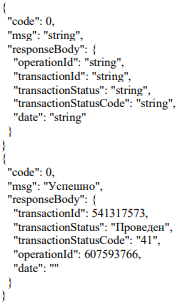 {
"code": 0,
"msg": "string",
"responseBody": {
"operationId": "string",
"transactionId": "string",
"transactionStatus": "string",
"transactionStatusCode": "string",
"date": "string"
}
}
{
"code": 0,
"msg": "Успешно",
"responseBody": {
"transactionId": 541317573,
"transactionStatus": "Проведен",
"transactionStatusCode": "41",
"operationId": 607593766,
"date": ""
}
}